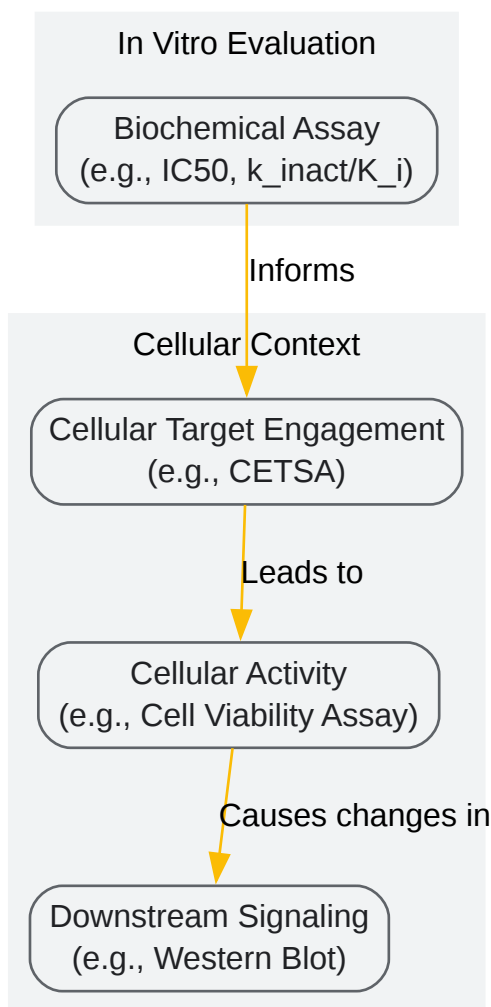 In Vitro Evaluation
Biochemical Assay
(e.g., IC50, k_inact/K_i)
Informs
Cellular Context
Cellular Target Engagement
(e.g., CETSA)
Leads to
Cellular Activity
(e.g., Cell Viability Assay)
Causes changes in
Downstream Signaling
(e.g., Western Blot)